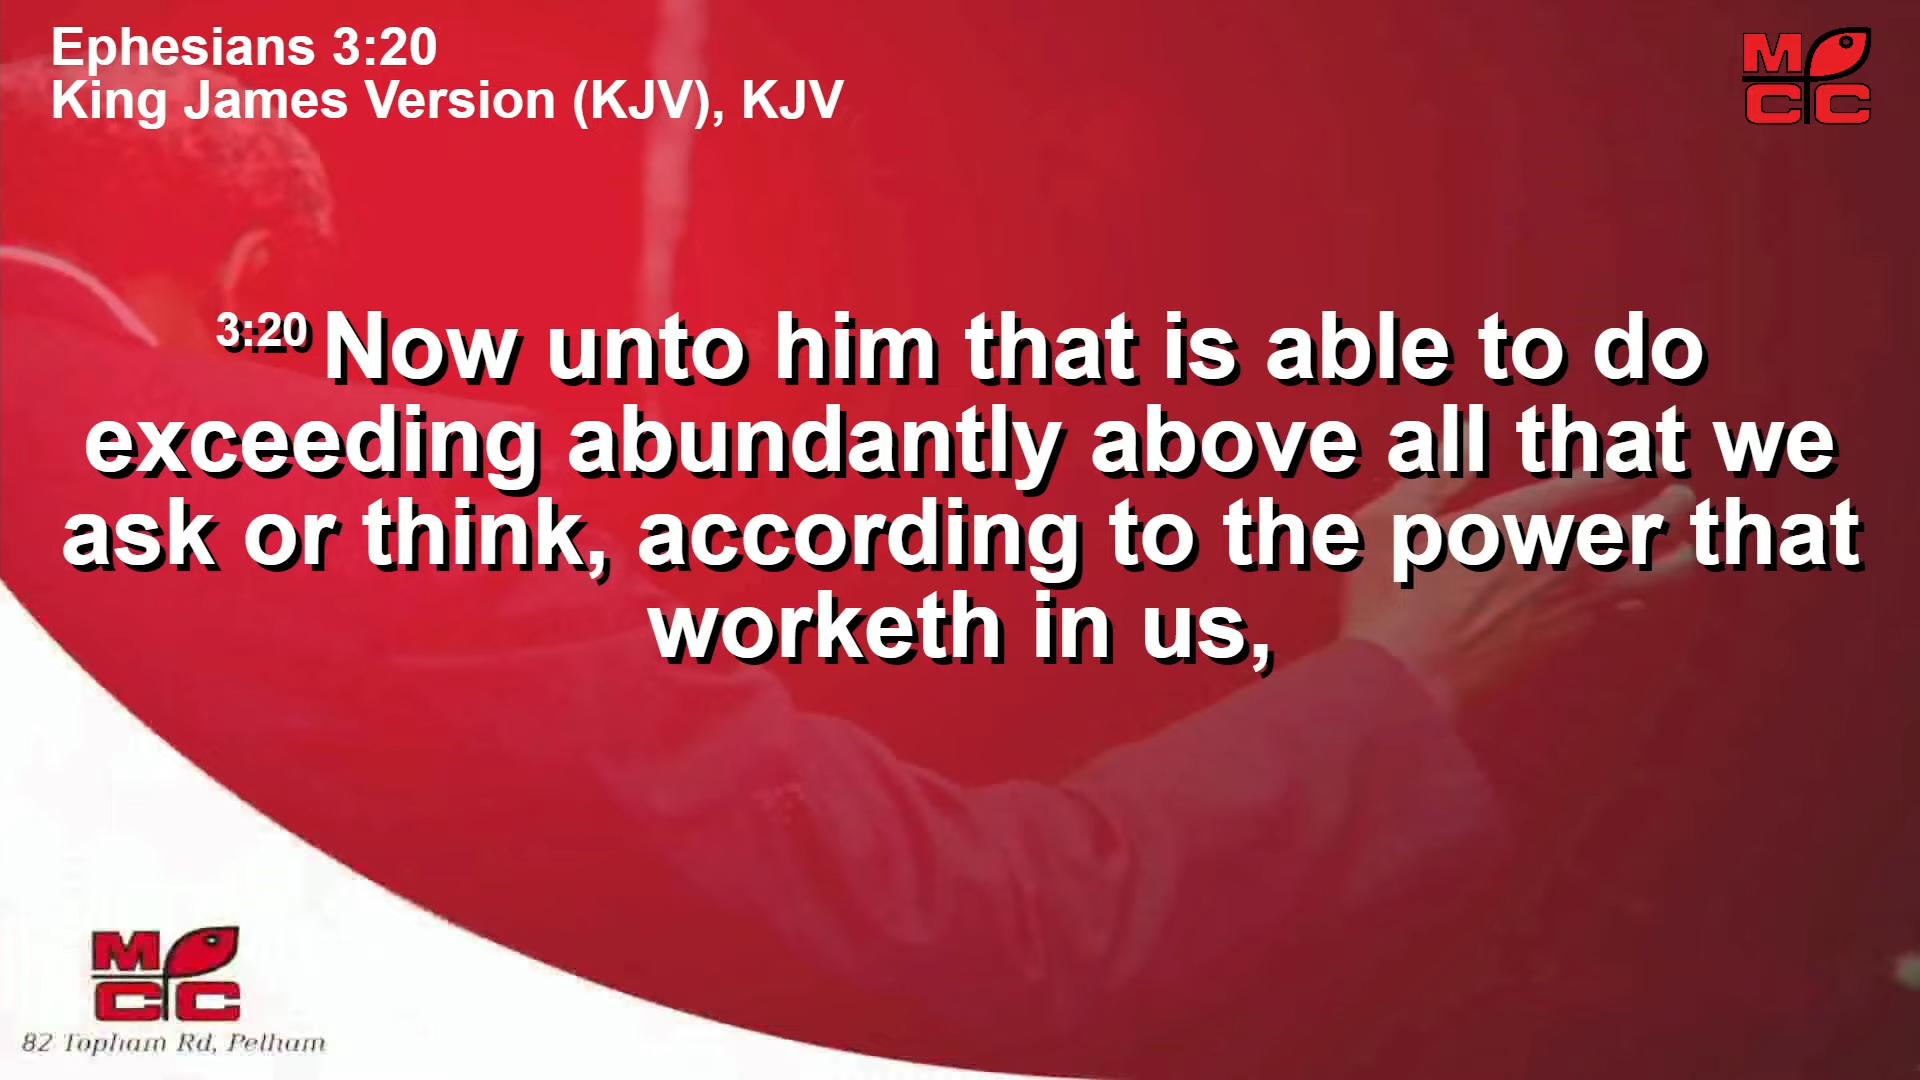 Ephesians 3:20
King James Version (KJV), KJV
M
CC
3:20 Now unto him that is able to do
exceeding abundantly above all that we
ask or think, according to the power that
worketh in us,
M
CC
82 Topham Rd, Pelham